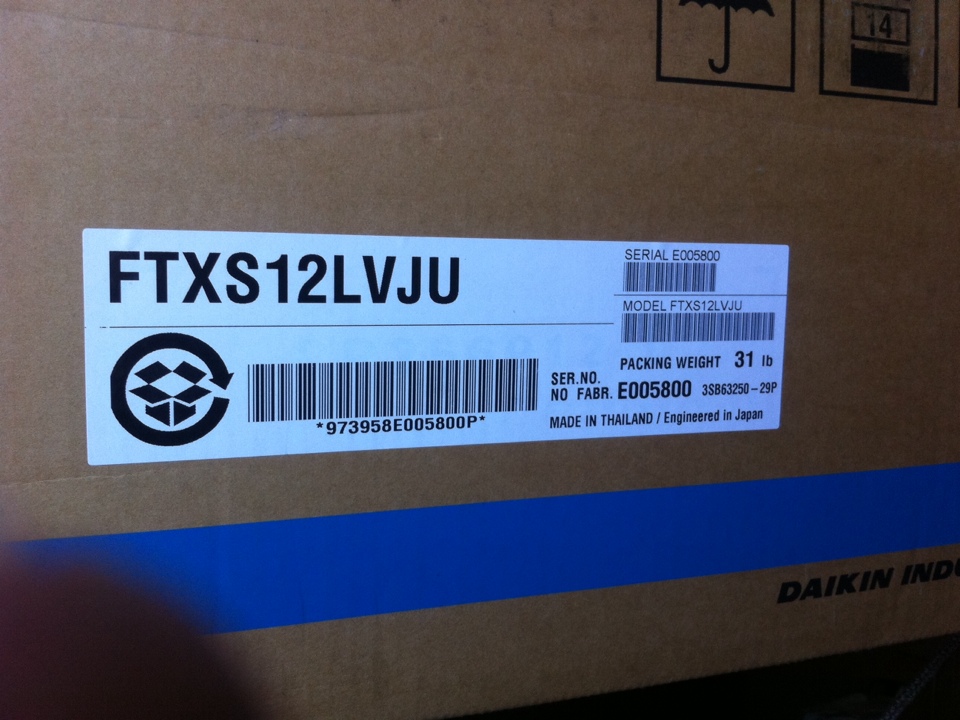 14
FTXS12LVJU
SERIAL E005800
MODEL FTXS12LVJU
PACKING WEIGHT 31 lb
SER.NO.
NO FABR. E005800 3SB63250-29P
*973958E005800P*
MADE IN THAILAND / Engineered in Japan
DAIKIN